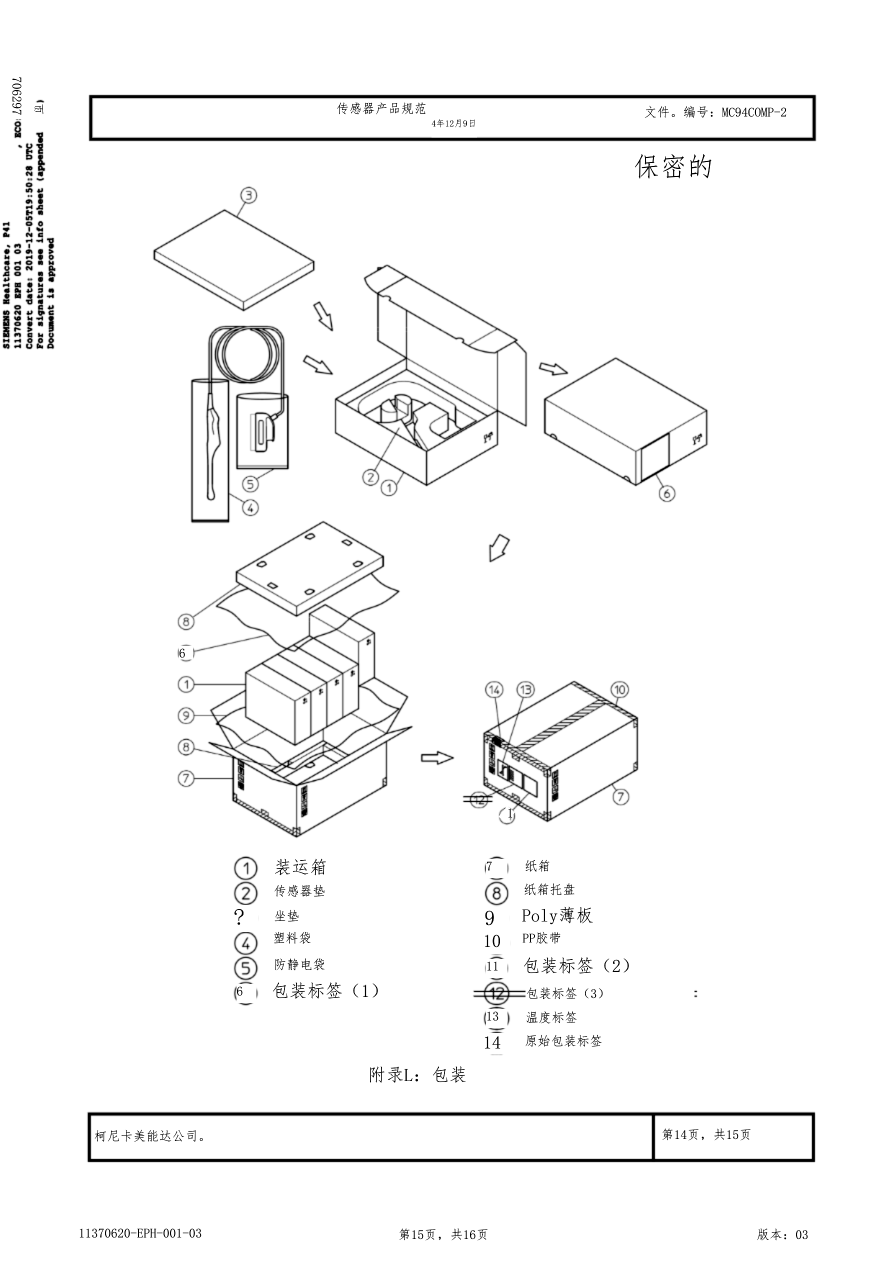 传感器产品规范
4年12月9日
文件。编号: MC94COMP-2
保密的
SIEMENS Healthcare, P41
11370620 EPH 001 03
, ECO: 706297
Convert date: 2019-12-05T19:50:28 UTC
For signatures see info sheet (appended 面)
Document is approved
3
2
1
6
5
4
8
6
1
9
8
7
14
13
10
12
1
7
1 装运箱
2 传感器垫
? 坐垫
4 塑料袋
5 防静电袋
6 包装标签（1）
7 纸箱
8 纸箱托盘
9 Poly薄板
10 PP胶带
11 包装标签（2）
12 包装标签（3） :
13 温度标签
14 原始包装标签
附录L: 包装
柯尼卡美能达公司。
第14页，共15页
11370620-EPH-001-03
第15页，共16页
版本: 03